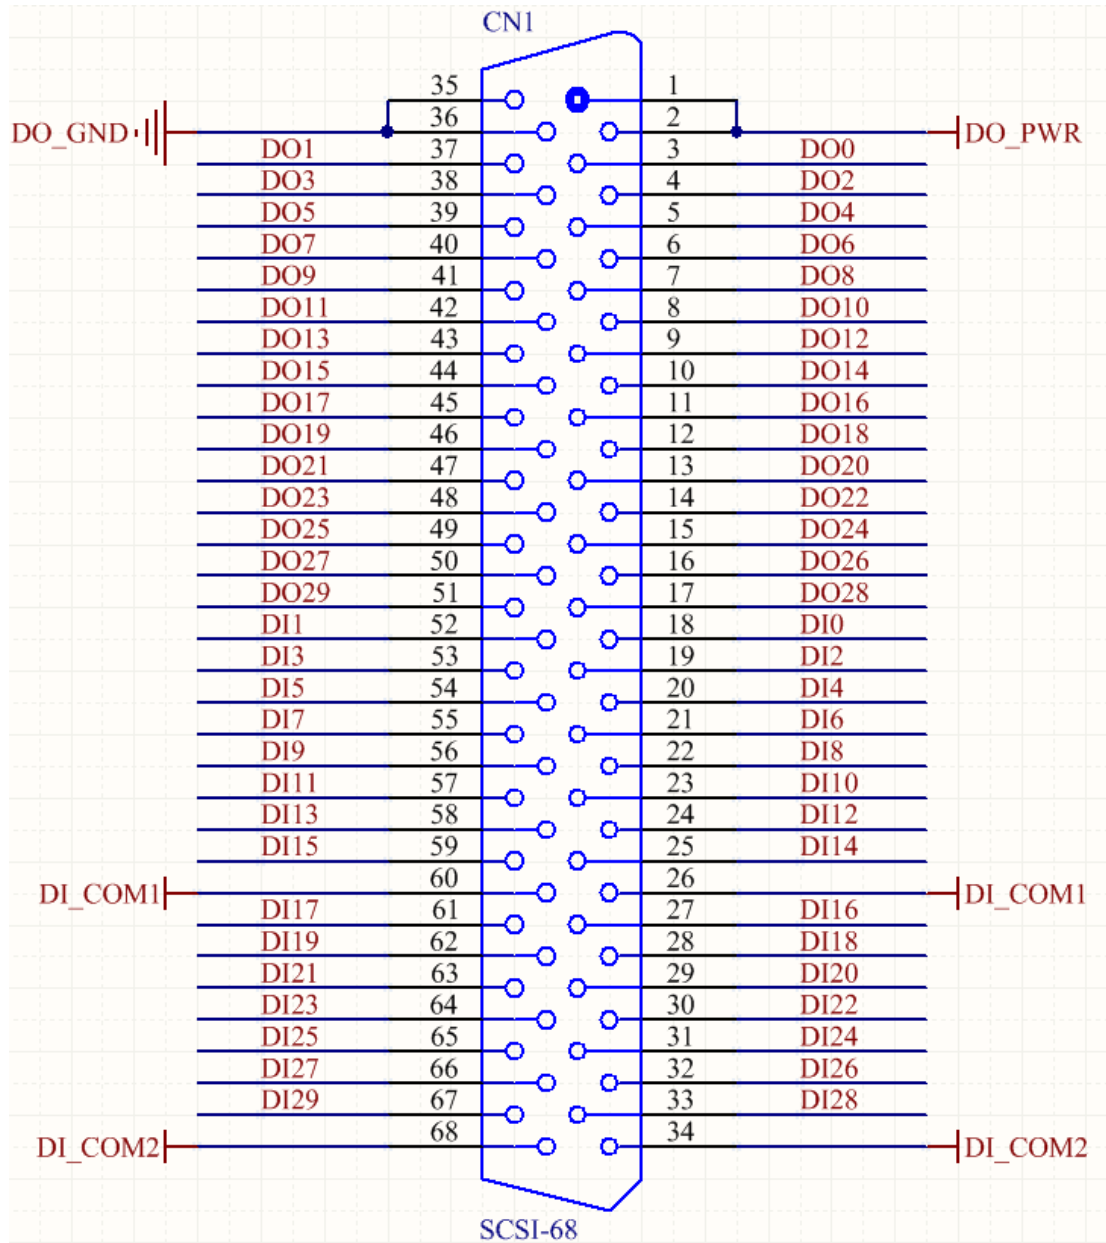 CN1
35 1
DO_GND 36 2 DO_PWR
DO1 37 3 DO0
DO3 38 4 DO2
DO5 39 5 DO4
DO7 40 6 DO6
DO9 41 7 DO8
DO11 42 8 DO10
DO13 43 9 DO12
DO15 44 10 DO14
DO17 45 11 DO16
DO19 46 12 DO18
DO21 47 13 DO20
DO23 48 14 DO22
DO25 49 15 DO24
DO27 50 16 DO26
DO29 51 17 DO28
DI1 52 18 DI0
DI3 53 19 DI2
DI5 54 20 DI4
DI7 55 21 DI6
DI9 56 22 DI8
DI11 57 23 DI10
DI13 58 24 DI12
DI15 59 25 DI14
DI_COM1 60 26 DI_COM1
DI17 61 27 DI16
DI19 62 28 DI18
DI21 63 29 DI20
DI23 64 30 DI22
DI25 65 31 DI24
DI27 66 32 DI26
DI29 67 33 DI28
DI_COM2 68 34 DI_COM2
SCSI-68